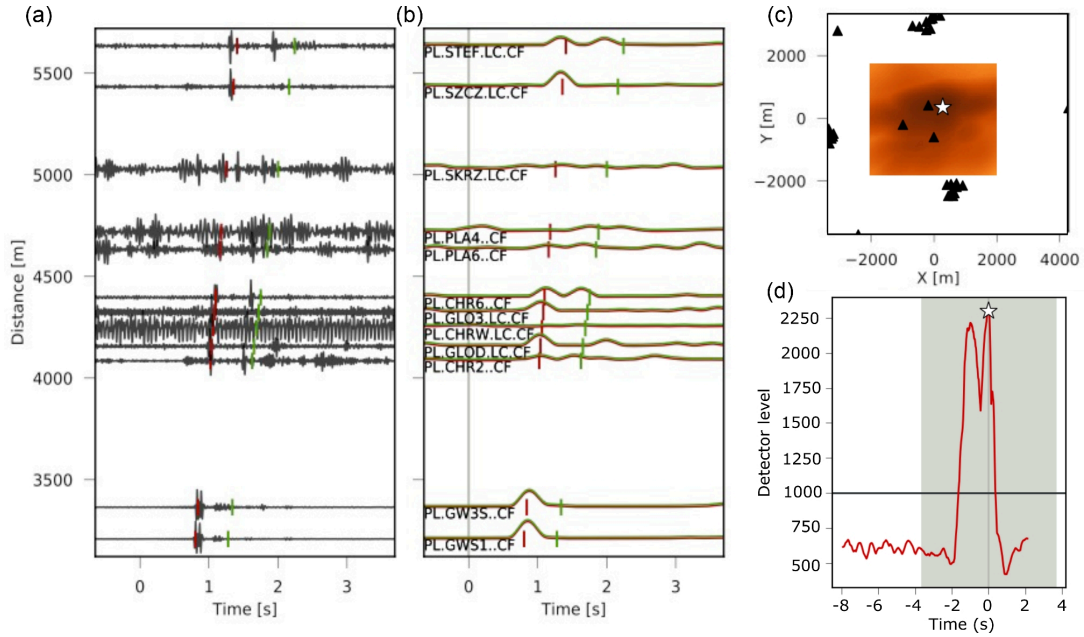 (a)
5500
5000
4500
4000
3500
Distance [m]
0 1 2 3
Time [s]
(b)
PL.STEF.LC.CF
PL.SZCZ.LC.CF
PL.SKRZ.LC.CF
PL.PLA4..CF
PL.PLA6..CF
PL.CHR6..CF
PL.GLO3.LC.CF
PL.CHRW.LC.CF
PL.GLOD.LC.CF
PL.CHR2..CF
PL.GW3S..CF
PL.GWS1..CF
0 1 2 3
Time [s]
(c)
2000
0
−2000
Y [m]
−2000 0 2000 4000
X [m]
(d)
2250
2000
1750
1500
1250
1000
750
500
Detector level
-8 -6 -4 -2 0 2 4
Time (s)